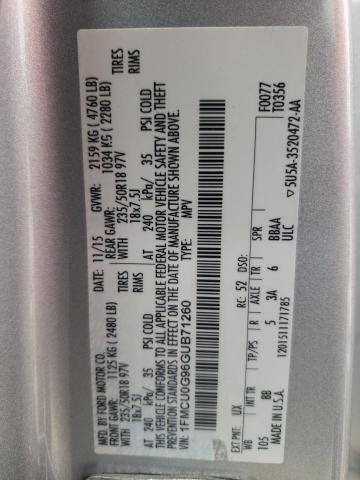 MFD. BY FORD MOTOR CO.
DATE: 11/15 GVWR: 2159 KG ( 4760 LB)
FRONT GAWR: 1125 KG ( 2480 LB) REAR GAWR: 1034 KG ( 2280 LB)
WITH 235/50R18 97V TIRES WITH 235/50R18 97V TIRES
18x7.5J RIMS 18x7.5J RIMS
AT 240 kPa/ 35 PSI COLD AT 240 kPa/ 35 PSI COLD
THIS VEHICLE CONFORMS TO ALL APPLICABLE FEDERAL MOTOR VEHICLE SAFETY AND THEFT
PREVENTION STANDARDS IN EFFECT ON THE DATE OF MANUFACTURE SHOWN ABOVE.
VIN: 1FMCU0G96GUB71260 F0077
TYPE: MPV T0356
EXT PNT: UX RC: 52 DSO:
WB INT TR TP/PS R AXLE TR SPR
105 BB 5 3A 6 BBAA
12015111171785 ULC
▽5U5A-3520472-AA